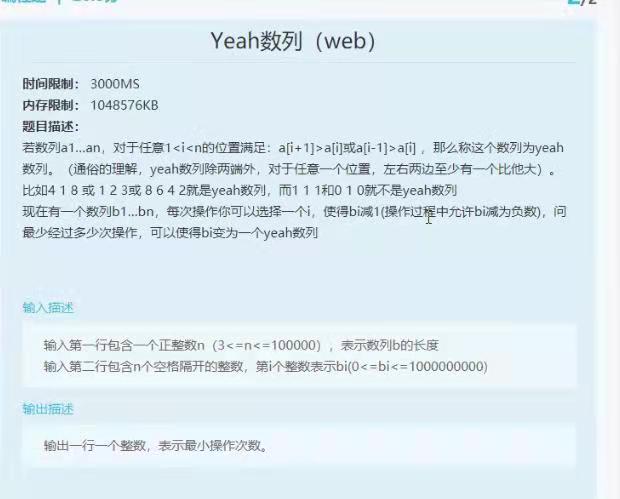 Yeah数列（web）
时间限制： 3000MS
内存限制： 1048576KB
题目描述：
若数列a1...an，对于任意1<i<n的位置满足：a[i+1]>a[i]或a[i-1]>a[i] ，那么称这个数列为yeah
数列。（通俗的理解，yeah数列除两端外，对于任意一个位置，左右两边至少有一个比他大）。
比如4 1 8 或 1 2 3或 8 6 4 2就是yeah数列，而1 1 1和0 1 0就不是yeah数列
现在有一个数列b1...bn，每次操作你可以选择一个i，使得bi减1(操作过程中允许bi减为负数)，问
最少经过多少次操作，可以使得bi变为一个yeah数列
输入描述
输入第一行包含一个正整数n（3<=n<=100000），表示数列b的长度
输入第二行包含n个空格隔开的整数，第i个整数表示bi(0<=bi<=1000000000)
输出描述
输出一行一个整数，表示最小操作次数。